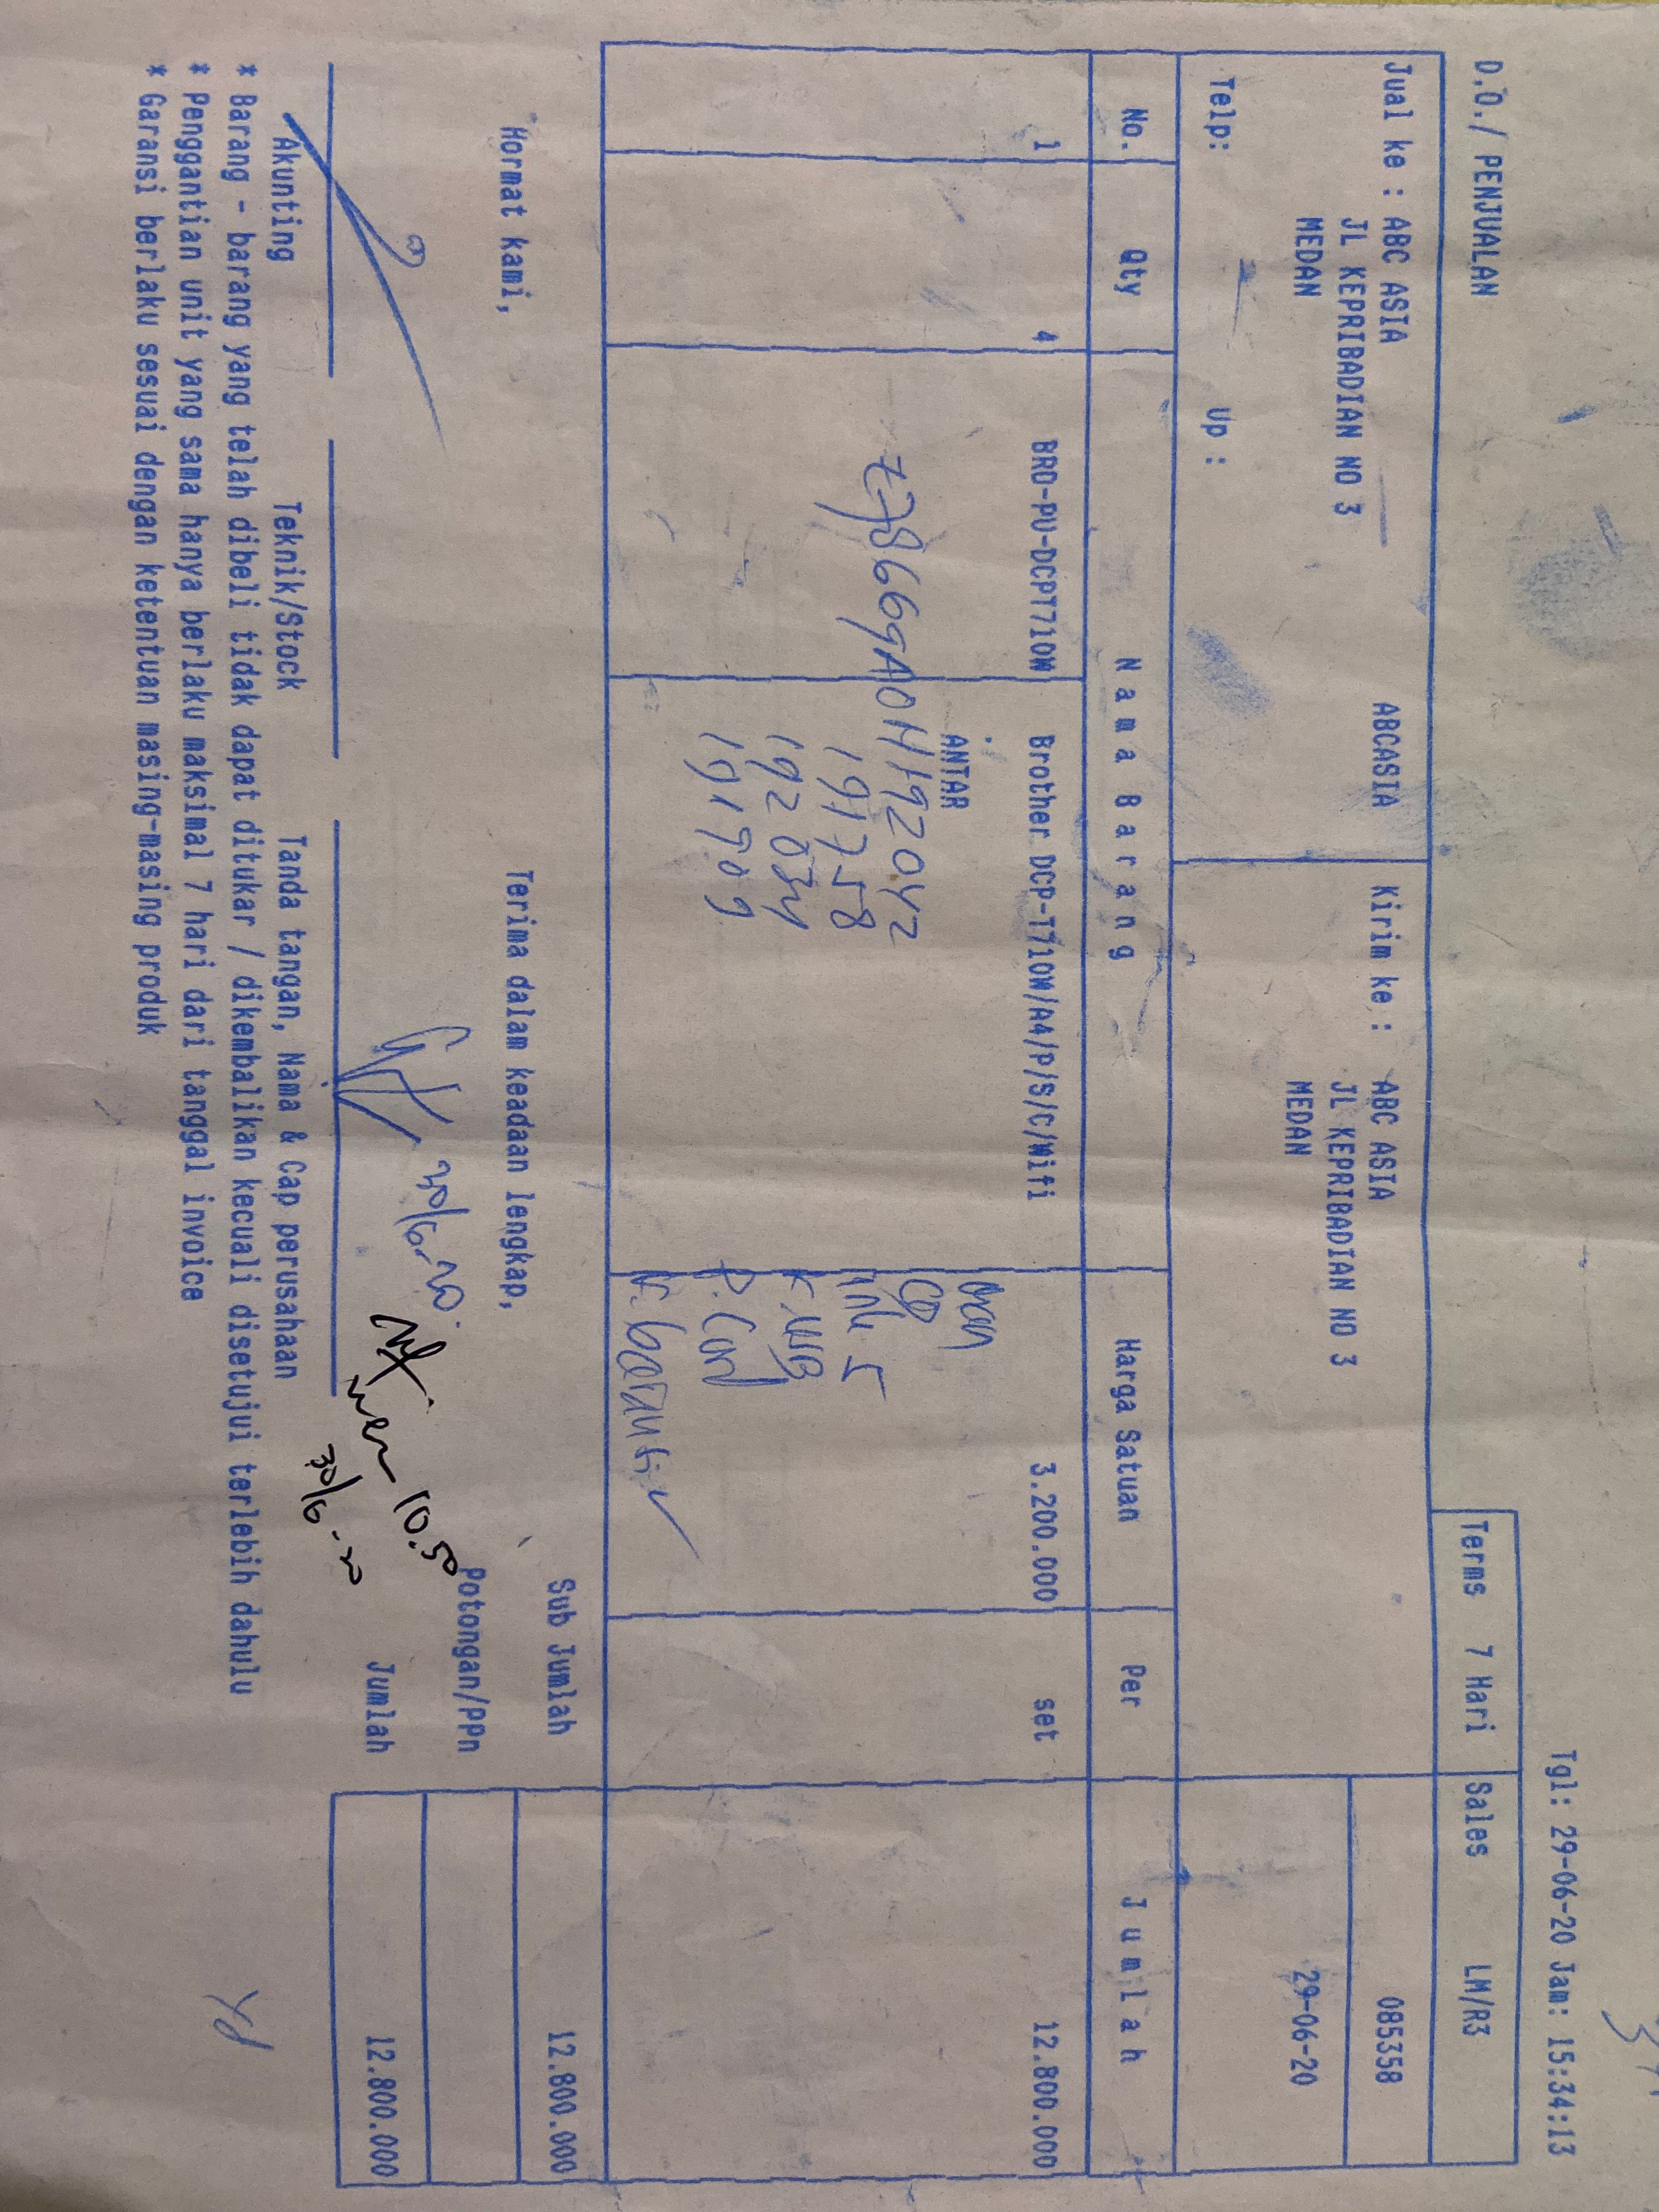 Tgl: 29-06-20 Jam: 15:34:13
D.O./ PENJUALAN
Terms 7 Hari Sales LM/R3
Jual ke : ABC ASIA ABCASIA Kirim ke : ABC ASIA 085358
JL KEPRIBADIAN NO 3 JL KEPRIBADIAN NO 3
MEDAN MEDAN 29-06-20
Telp: Up :
No. Qty Nama Barang Harga Satuan Per Jumlah
1 4 BRO-PU-DCPT710W Brother DCP-T710W/A4/P/S/C/Wifi 3.200.000 set 12.800.000
ANTAR
192042
191758
192034
191909
Hormat kami, Terima dalam keadaan lengkap, Sub Jumlah 12.800.000
Potongan/PPn
10.50
30/6-20
Jumlah 12.800.000
30/6-20
Akunting Teknik/Stock Tanda tangan, Nama & Cap perusahaan
* Barang - barang yang telah dibeli tidak dapat ditukar / dikembalikan kecuali disetujui terlebih dahulu
* Penggantian unit yang sama hanya berlaku maksimal 7 hari dari tanggal invoice
* Garansi berlaku sesuai dengan ketentuan masing-masing produk